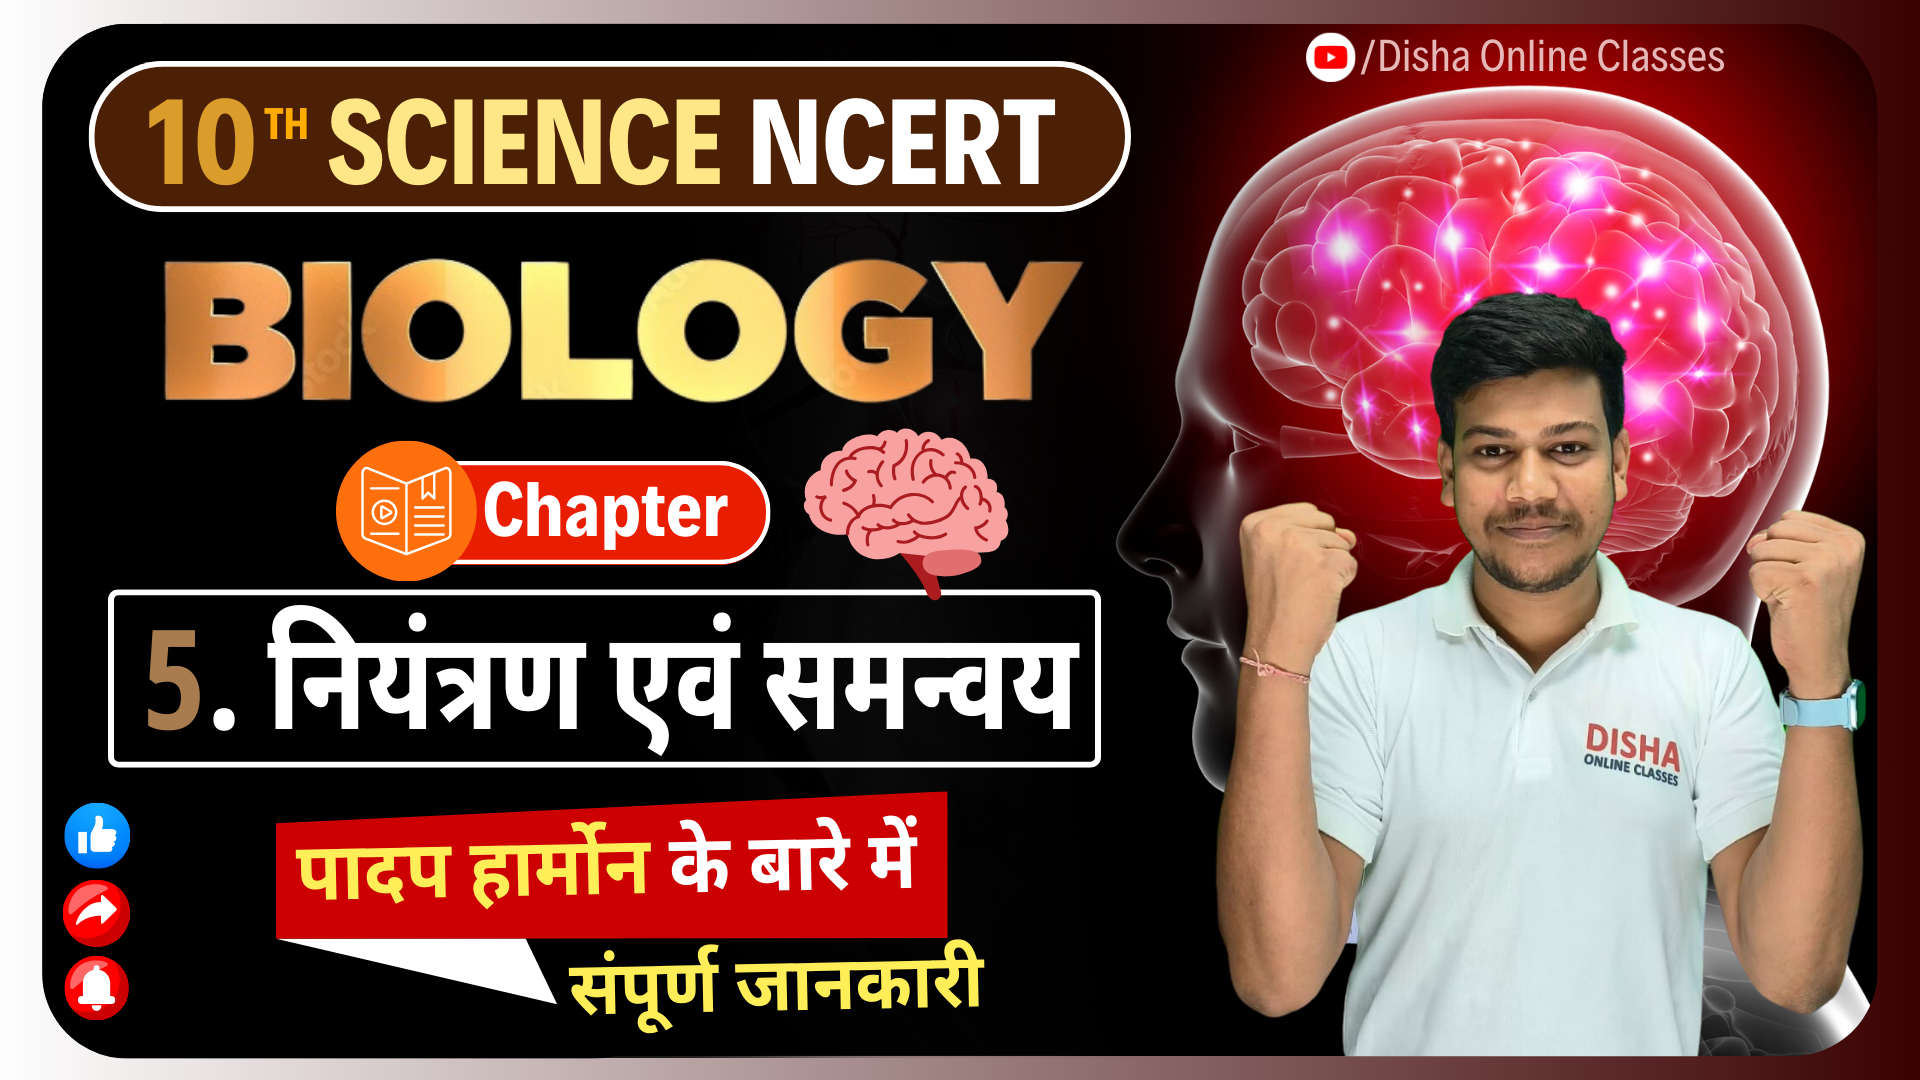 /Disha Online Classes
10TH SCIENCE NCERT
BIOLOGY
Chapter
5. नियंत्रण एवं समन्वय
पादप हार्मोन के बारे में
संपूर्ण जानकारी
DISHA
ONLINE CLASSES